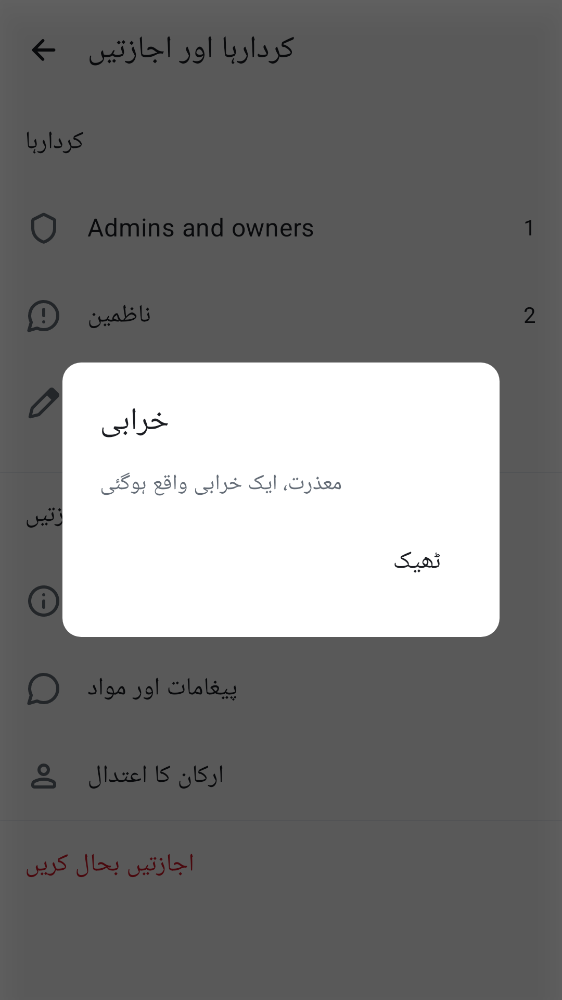 کردارہا اور اجازتیں
کردارہا
Admins and owners
1
ناظمین
2
خرابی
معذرت، ایک خرابی واقع ہوگئی
ٹھیک
پیغامات اور مواد
ارکان کا اعتدال
اجازتیں بحال کریں